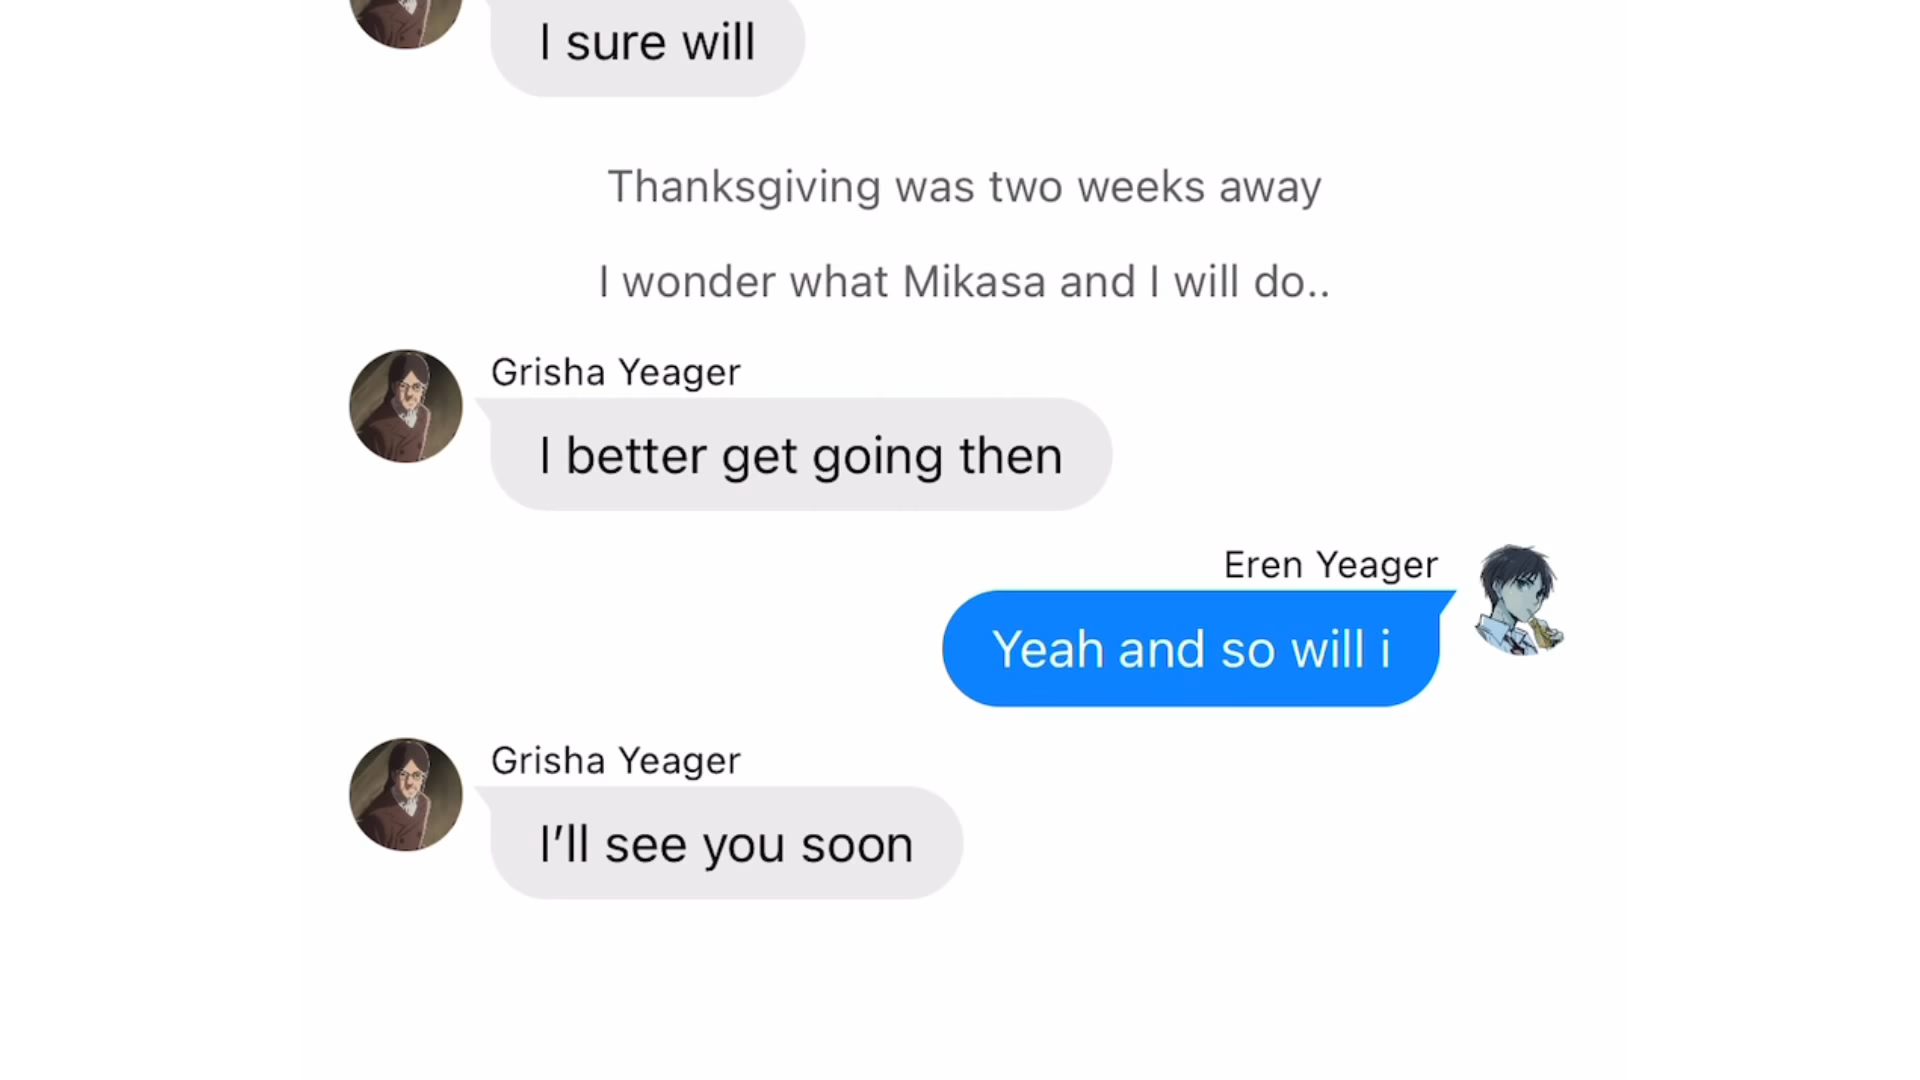 I sure will
Thanksgiving was two weeks away
I wonder what Mikasa and I will do..
Grisha Yeager
I better get going then
Eren Yeager
Yeah and so will i
Grisha Yeager
I’ll see you soon